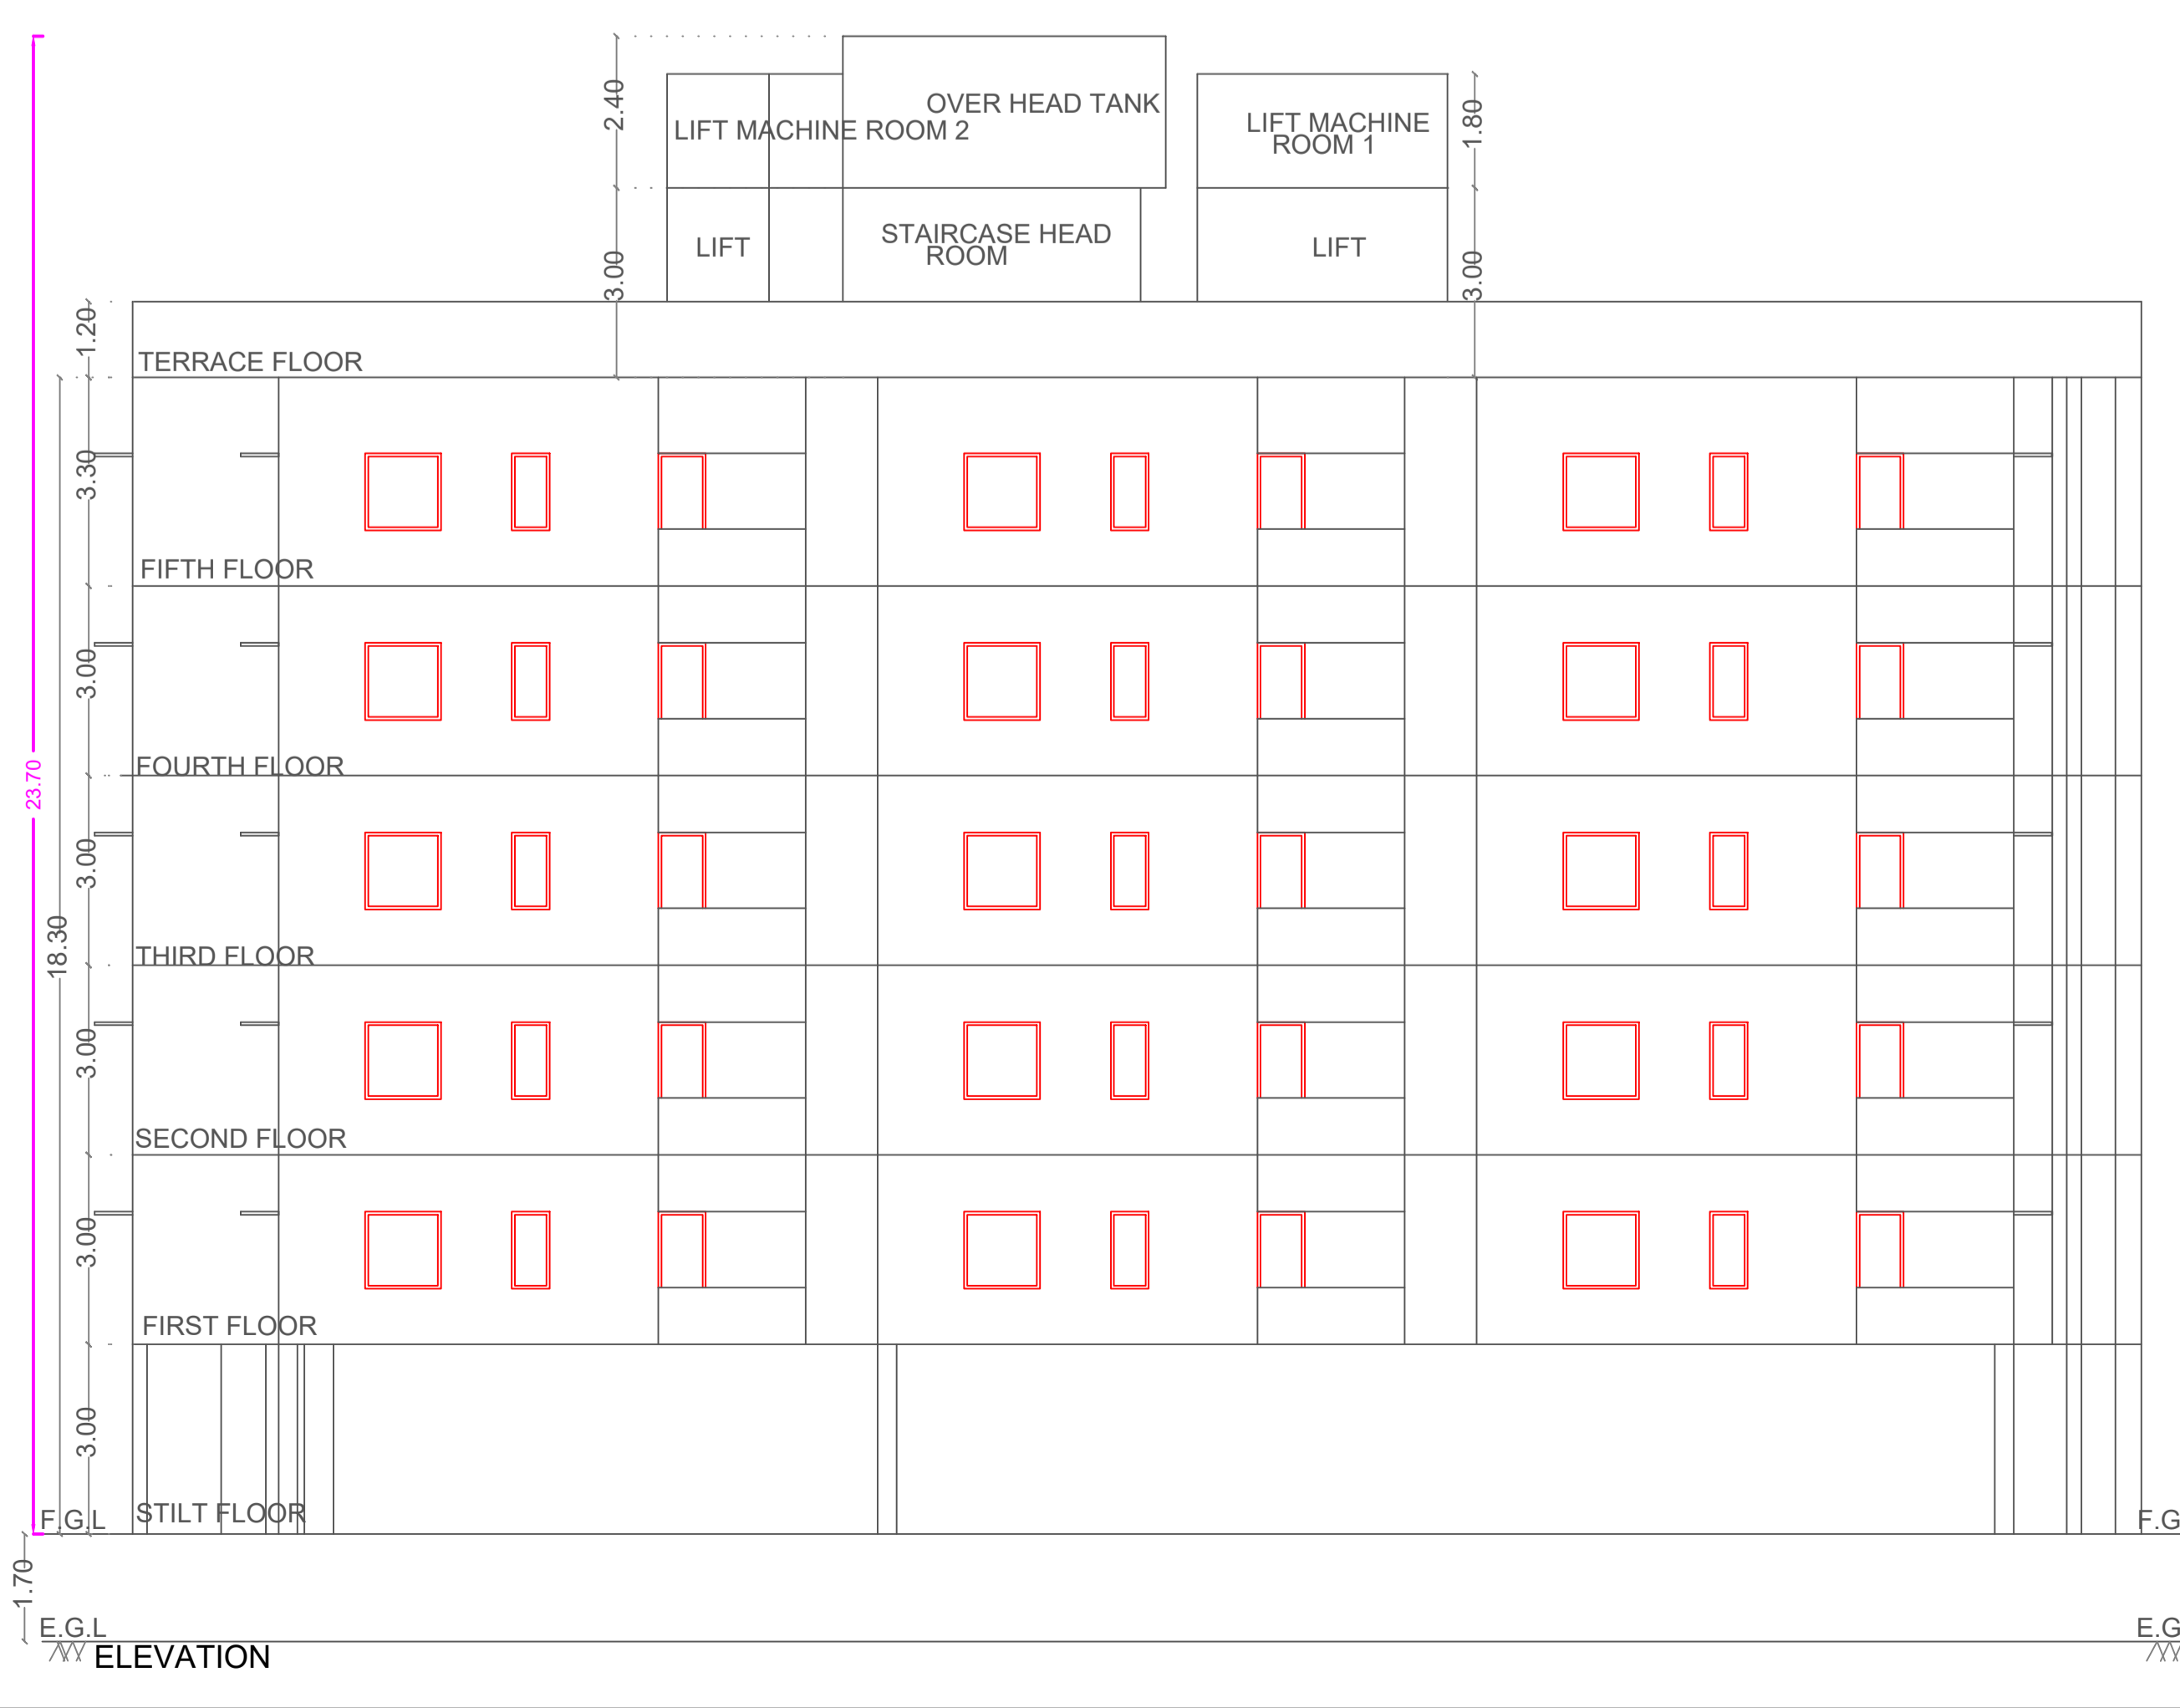 2.40
OVER HEAD TANK
LIFT MACHINE ROOM 2
LIFT MACHINE
ROOM 1
1.80
3.00
LIFT
STAIRCASE HEAD
ROOM
LIFT
3.00
1.20
TERRACE FLOOR
3.30
FIFTH FLOOR
3.00
FOURTH FLOOR
23.70
3.00
18.30
THIRD FLOOR
3.00
SECOND FLOOR
3.00
FIRST FLOOR
3.00
STILT FLOOR
F.G.L
F.G
1.70
E.G.L
E.G
ELEVATION